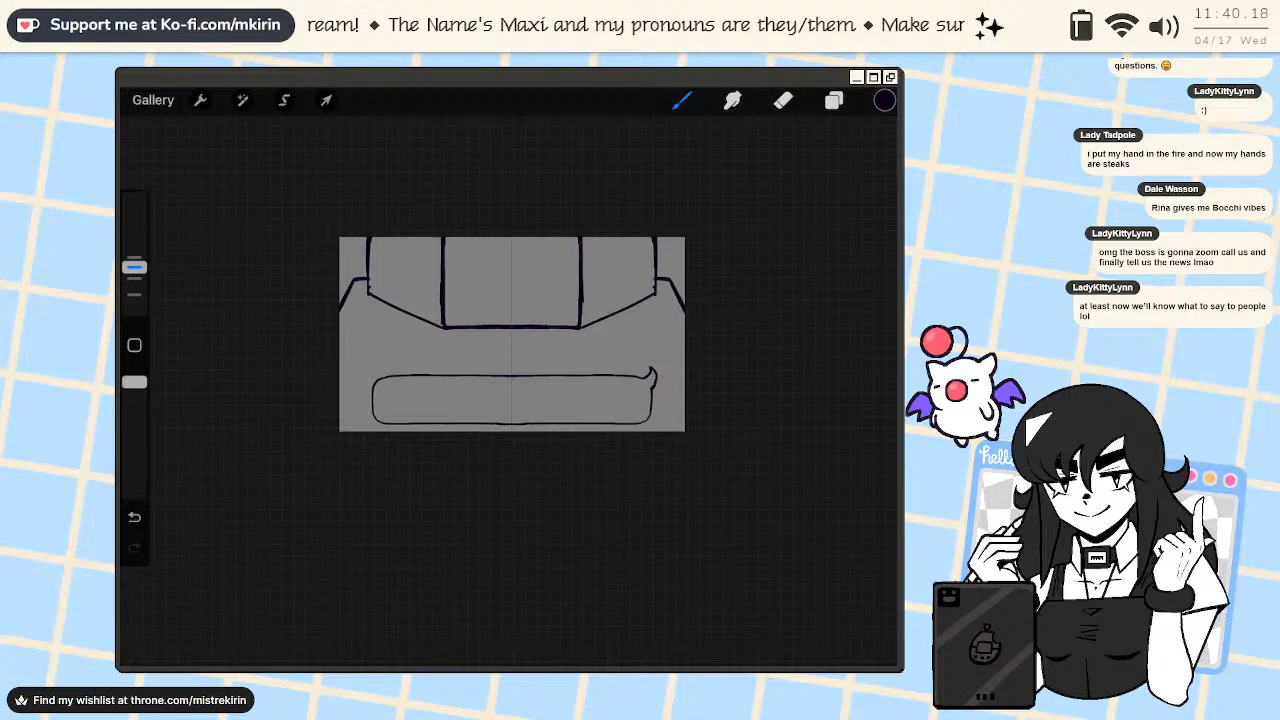 Support me at Ko-fi.com/mkirin
ream! ◆ The Name's Maxi and my pronouns are they/them ◆ Make sur
11:40.18
04/17 Wed
questions. 😄
LadyKittyLynn
:)
Lady Tadpole
I put my hand in the fire and now my hands
are steaks
Dale Wasson
Rina gives me Bocchi vibes
LadyKittyLynn
omg the boss is gonna zoom call us and
finally tell us the news lmao
LadyKittyLynn
at least now we'll know what to say to people
lol
Gallery
hello
Find my wishlist at throne.com/mistrekirin